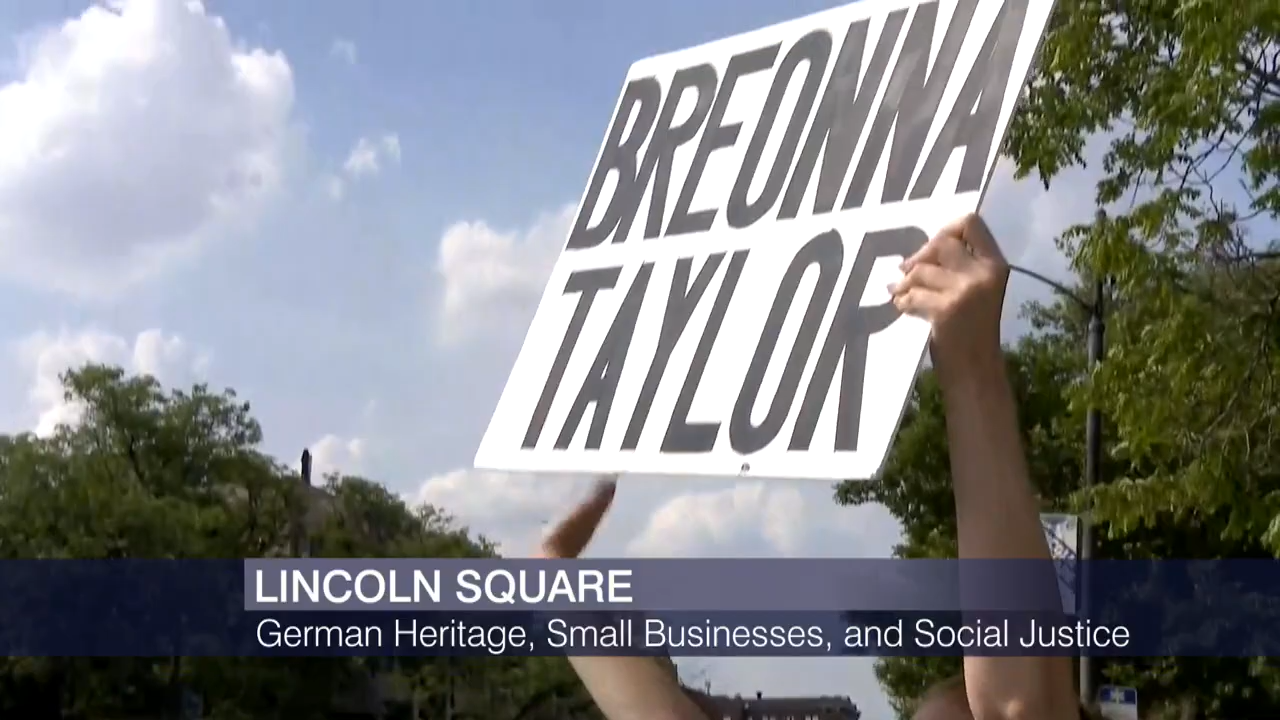 BREONNA
TAYLOR
LINCOLN SQUARE
German Heritage, Small Businesses, and Social Justice